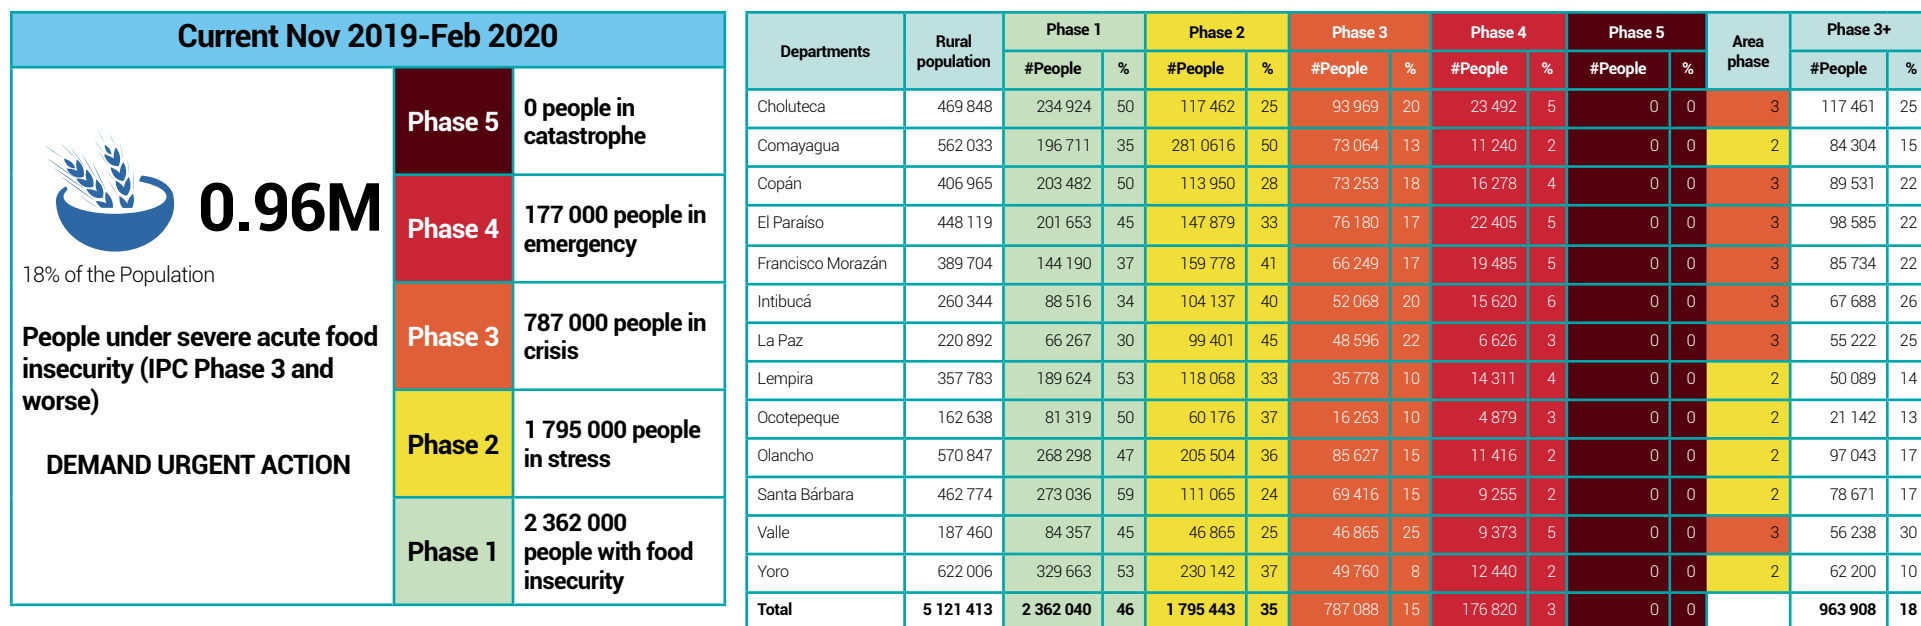 Current Nov 2019-Feb 2020
0.96M
18% of the Population
People under severe acute food
insecurity (IPC Phase 3 and
worse)
DEMAND URGENT ACTION
Phase 5
0 people in
catastrophe
Phase 4
177 000 people in
emergency
Phase 3
787 000 people in
crisis
Phase 2
1 795 000 people
in stress
Phase 1
2 362 000
people with food
insecurity
Departments Rural population Phase 1 Phase 2 Phase 3 Phase 4 Phase 5 Area phase Phase 3+
#People % #People % #People % #People % #People % #People %
Choluteca 469 848 234 924 50 117 462 25 93 969 20 23 492 5 0 0 3 117 461 25
Comayagua 562 033 196 711 35 281 0616 50 73 064 13 11 240 2 0 0 2 84 304 15
Copán 406 965 203 482 50 113 950 28 73 253 18 16 278 4 0 0 3 89 531 22
El Paraíso 448 119 201 653 45 147 879 33 76 180 17 22 405 5 0 0 3 98 585 22
Francisco Morazán 389 704 144 190 37 159 778 41 66 249 17 19 485 5 0 0 3 85 734 22
Intibucá 260 344 88 516 34 104 137 40 52 068 20 15 620 6 0 0 3 67 688 26
La Paz 220 892 66 267 30 99 401 45 48 596 22 6 626 3 0 0 3 55 222 25
Lempira 357 783 189 624 53 118 068 33 35 778 10 14 311 4 0 0 2 50 089 14
Ocotepeque 162 638 81 319 50 60 176 37 16 263 10 4 879 3 0 0 2 21 142 13
Olancho 570 847 268 298 47 205 504 36 85 627 15 11 416 2 0 0 2 97 043 17
Santa Bárbara 462 774 273 036 59 111 065 24 69 416 15 9 255 2 0 0 2 78 671 17
Valle 187 460 84 357 45 46 865 25 46 865 25 9 373 5 0 0 3 56 238 30
Yoro 622 006 329 663 53 230 142 37 49 760 8 12 440 2 0 0 2 62 200 10
Total 5 121 413 2 362 040 46 1 795 443 35 787 088 15 176 820 3 0 0 963 908 18